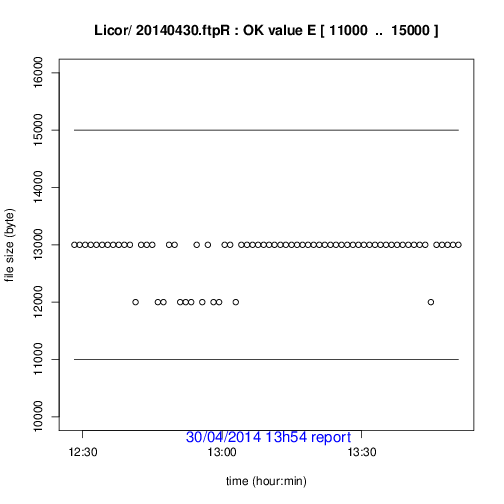 Licor/ 20140430.ftpR : OK value E [ 11000 .. 15000 ]
file size (byte)
16000
15000
14000
13000
12000
11000
10000
30/04/2014 13h54 report
12:30 13:00 13:30
time (hour:min)